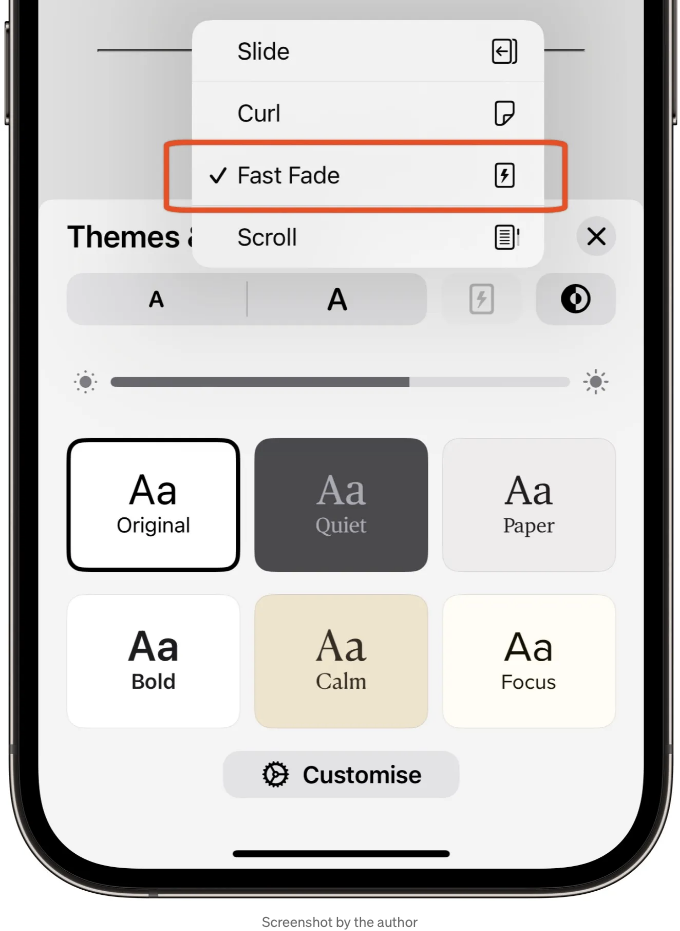 Slide
Curl
Fast Fade
Scroll
Themes
A A
Aa
Original
Aa
Quiet
Aa
Paper
Aa
Bold
Aa
Calm
Aa
Focus
Customise
Screenshot by the author